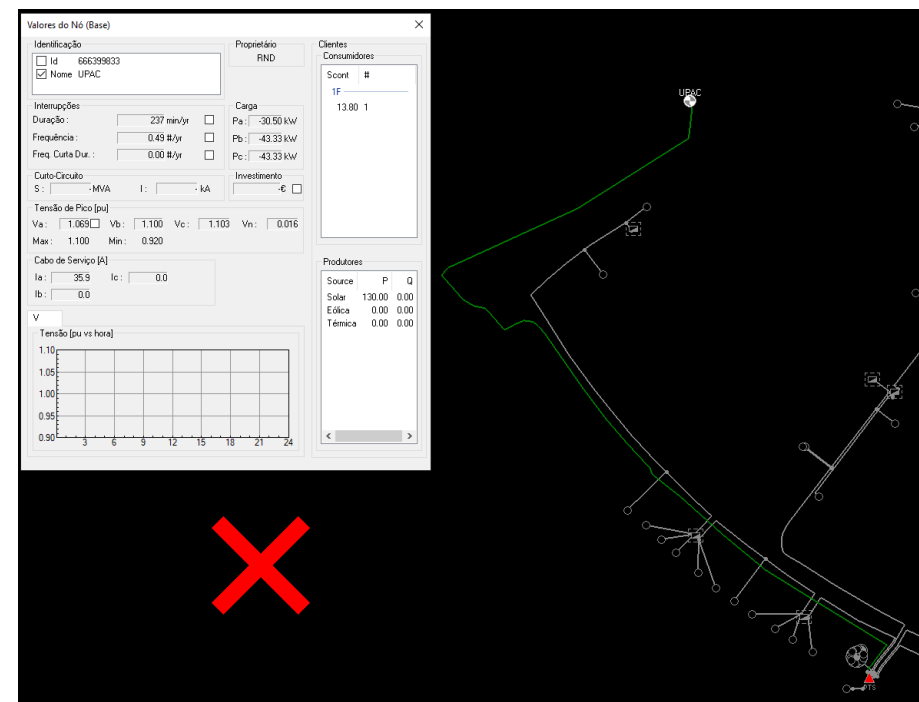 Valores do Nó (Base)
Identificação
Id 666399833
Nome UPAC
Proprietário
RND
Interrupções
Duração : 237 min/yr
Frequência : 0.49 #/yr
Freq. Curta Dur. : 0.00 #/yr
Carga
Pa : -30.50 kW
Pb : -43.33 kW
Pc : -43.33 kW
Curto-Circuito
S : - MVA I : - kA
Investimento
-€
Tensão de Pico [pu]
Va : 1.069 Vb : 1.100 Vc : 1.103 Vn : 0.016
Max : 1.100 Min : 0.920
Cabo de Serviço [A]
Ia : 35.9 Ic : 0.0
Ib : 0.0
V
Tensão [pu vs hora]
1.10
1.05
1.00
0.95
0.90
3 6 9 12 15 18 21 24
Clientes
Consumidores
Scont #
1F
13.80 1
Produtores
Source P Q
Solar 130.00 0.00
Eólica 0.00 0.00
Térmica 0.00 0.00
UPAC
PTS